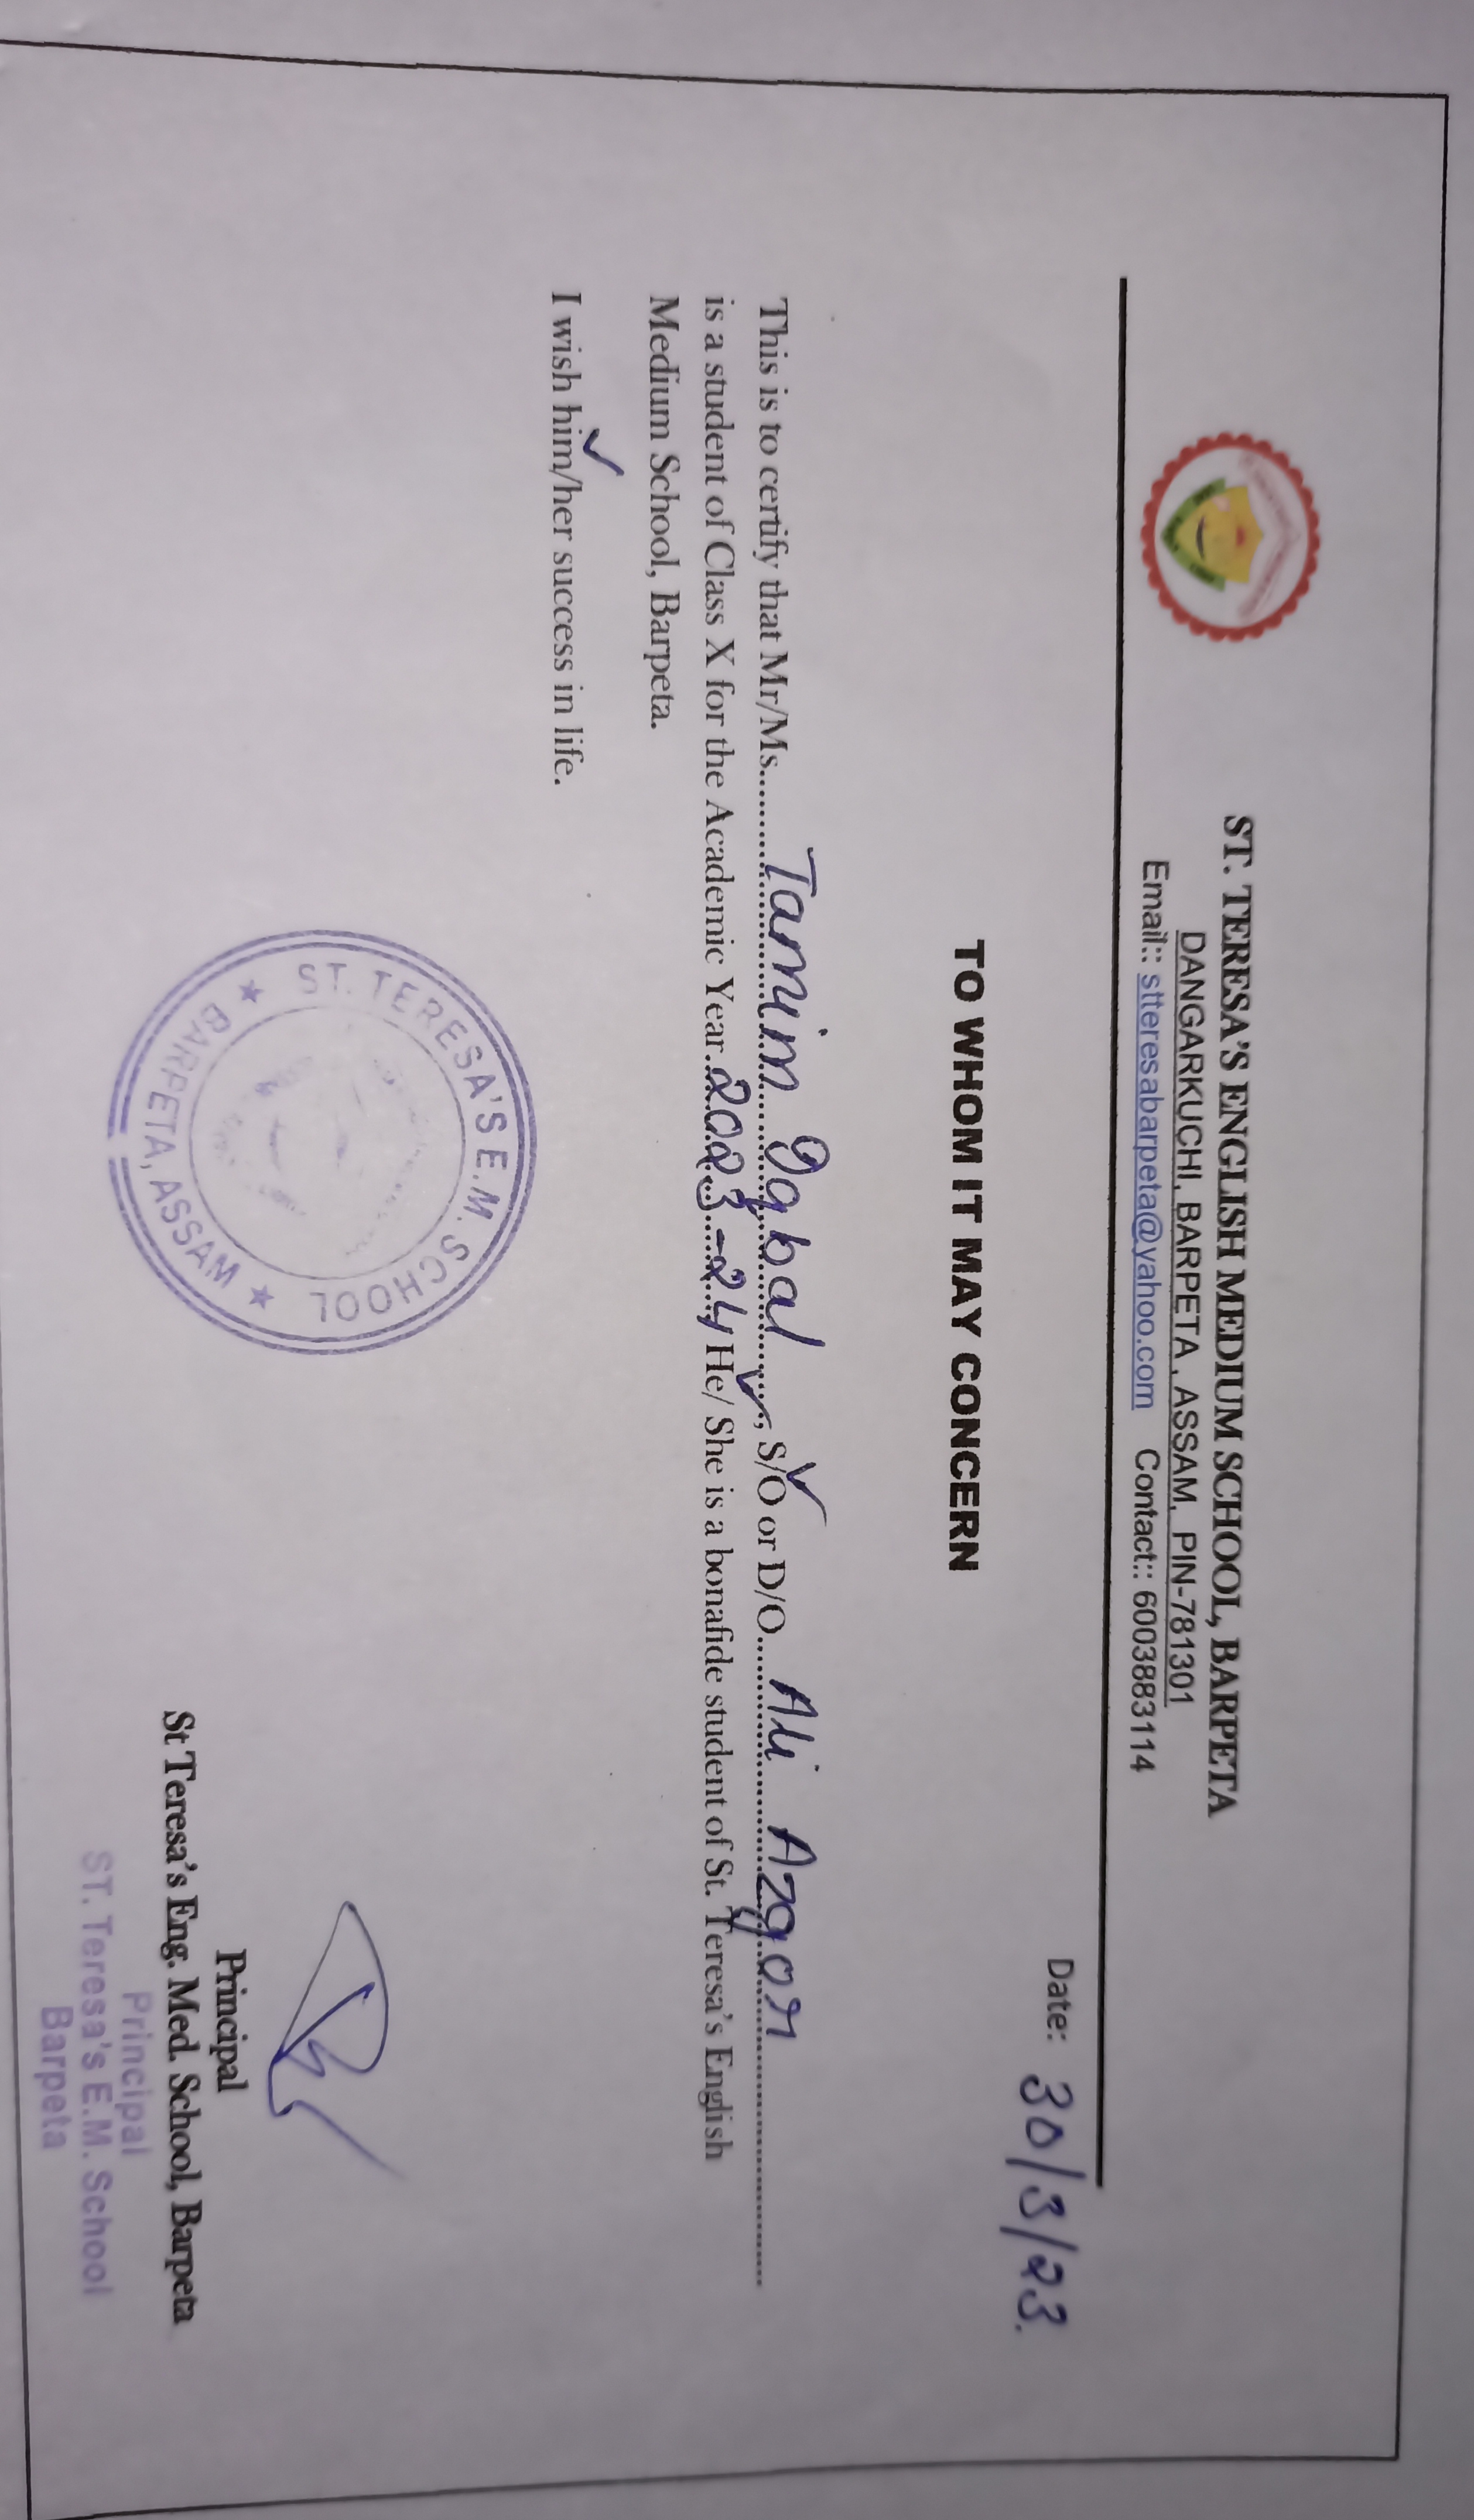 ST. TERESA'S ENGLISH MEDIUM SCHOOL, BARPETA
DANGARKUCHI, BARPETA , ASSAM, PIN-781301
Email:: stteresabarpeta@yahoo.com Contact:: 6003883114
Date: 30/3/23.
TO WHOM IT MAY CONCERN
This is to certify that Mr/Ms. Tamim Iqbal, S/O or D/O. Ali Azgor
is a student of Class X for the Academic Year. 2023-24 He/ She is a bonafide student of St. Teresa's English
Medium School, Barpeta.
I wish him/her success in life.
ST. TERESA'S E.M. SCHOOL
★ BARPETA, ASSAM ★
Principal
St Teresa's Eng. Med. School, Barpeta
Principal
ST. Teresa's E.M. School
Barpeta